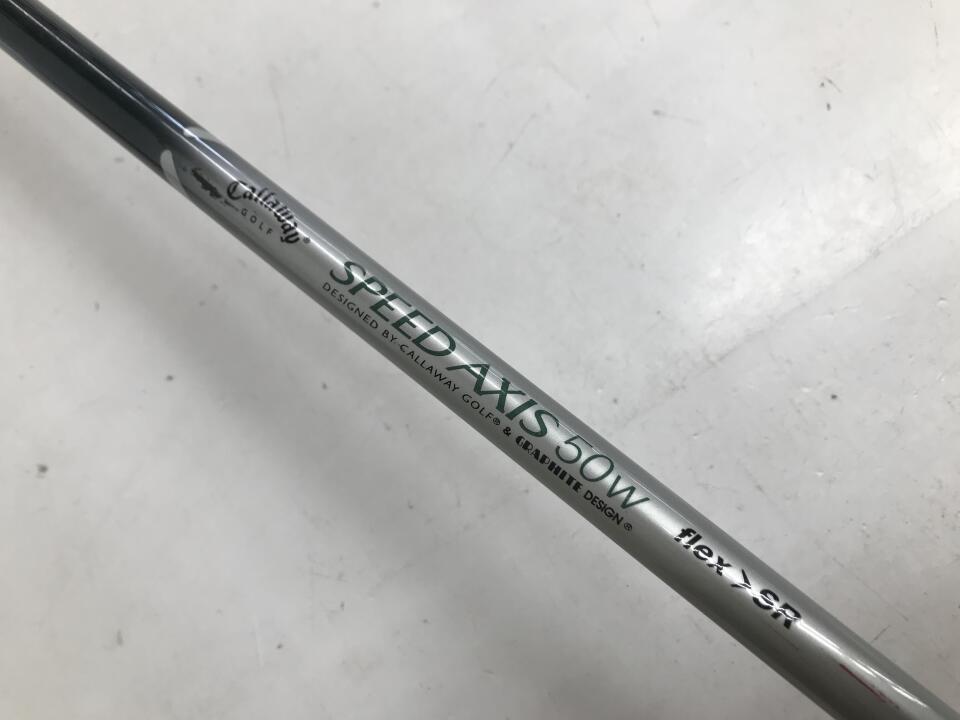 Callaway®
GOLF
SPEED AXIS 50W
DESIGNED BY CALLAWAY GOLF® & GRAPHITE DESIGN®
flex > SR